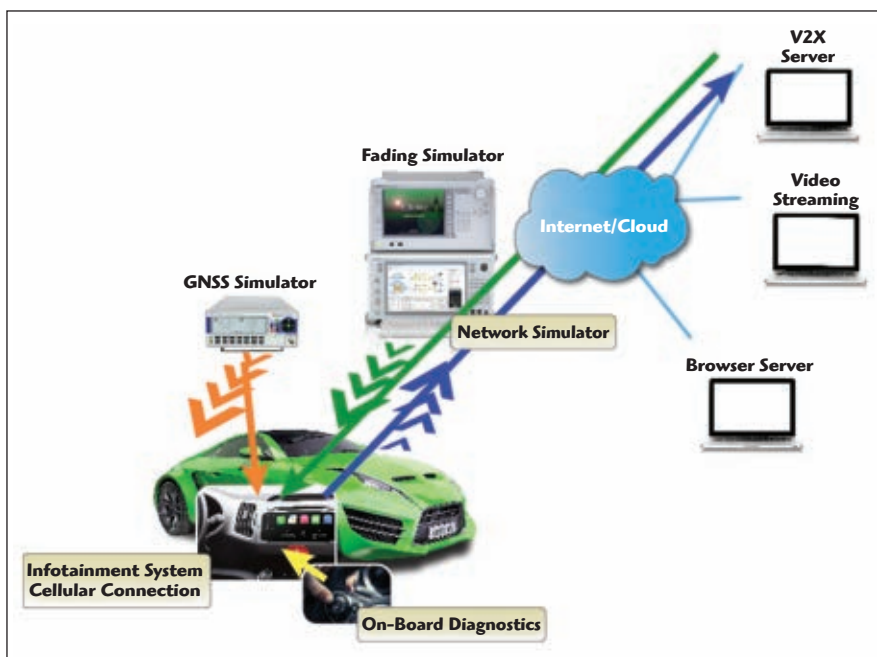 V2X
Server
Fading Simulator
Video
Streaming
Internet/Cloud
GNSS Simulator
Network Simulator
Browser Server
Infotainment System
Cellular Connection
On-Board Diagnostics